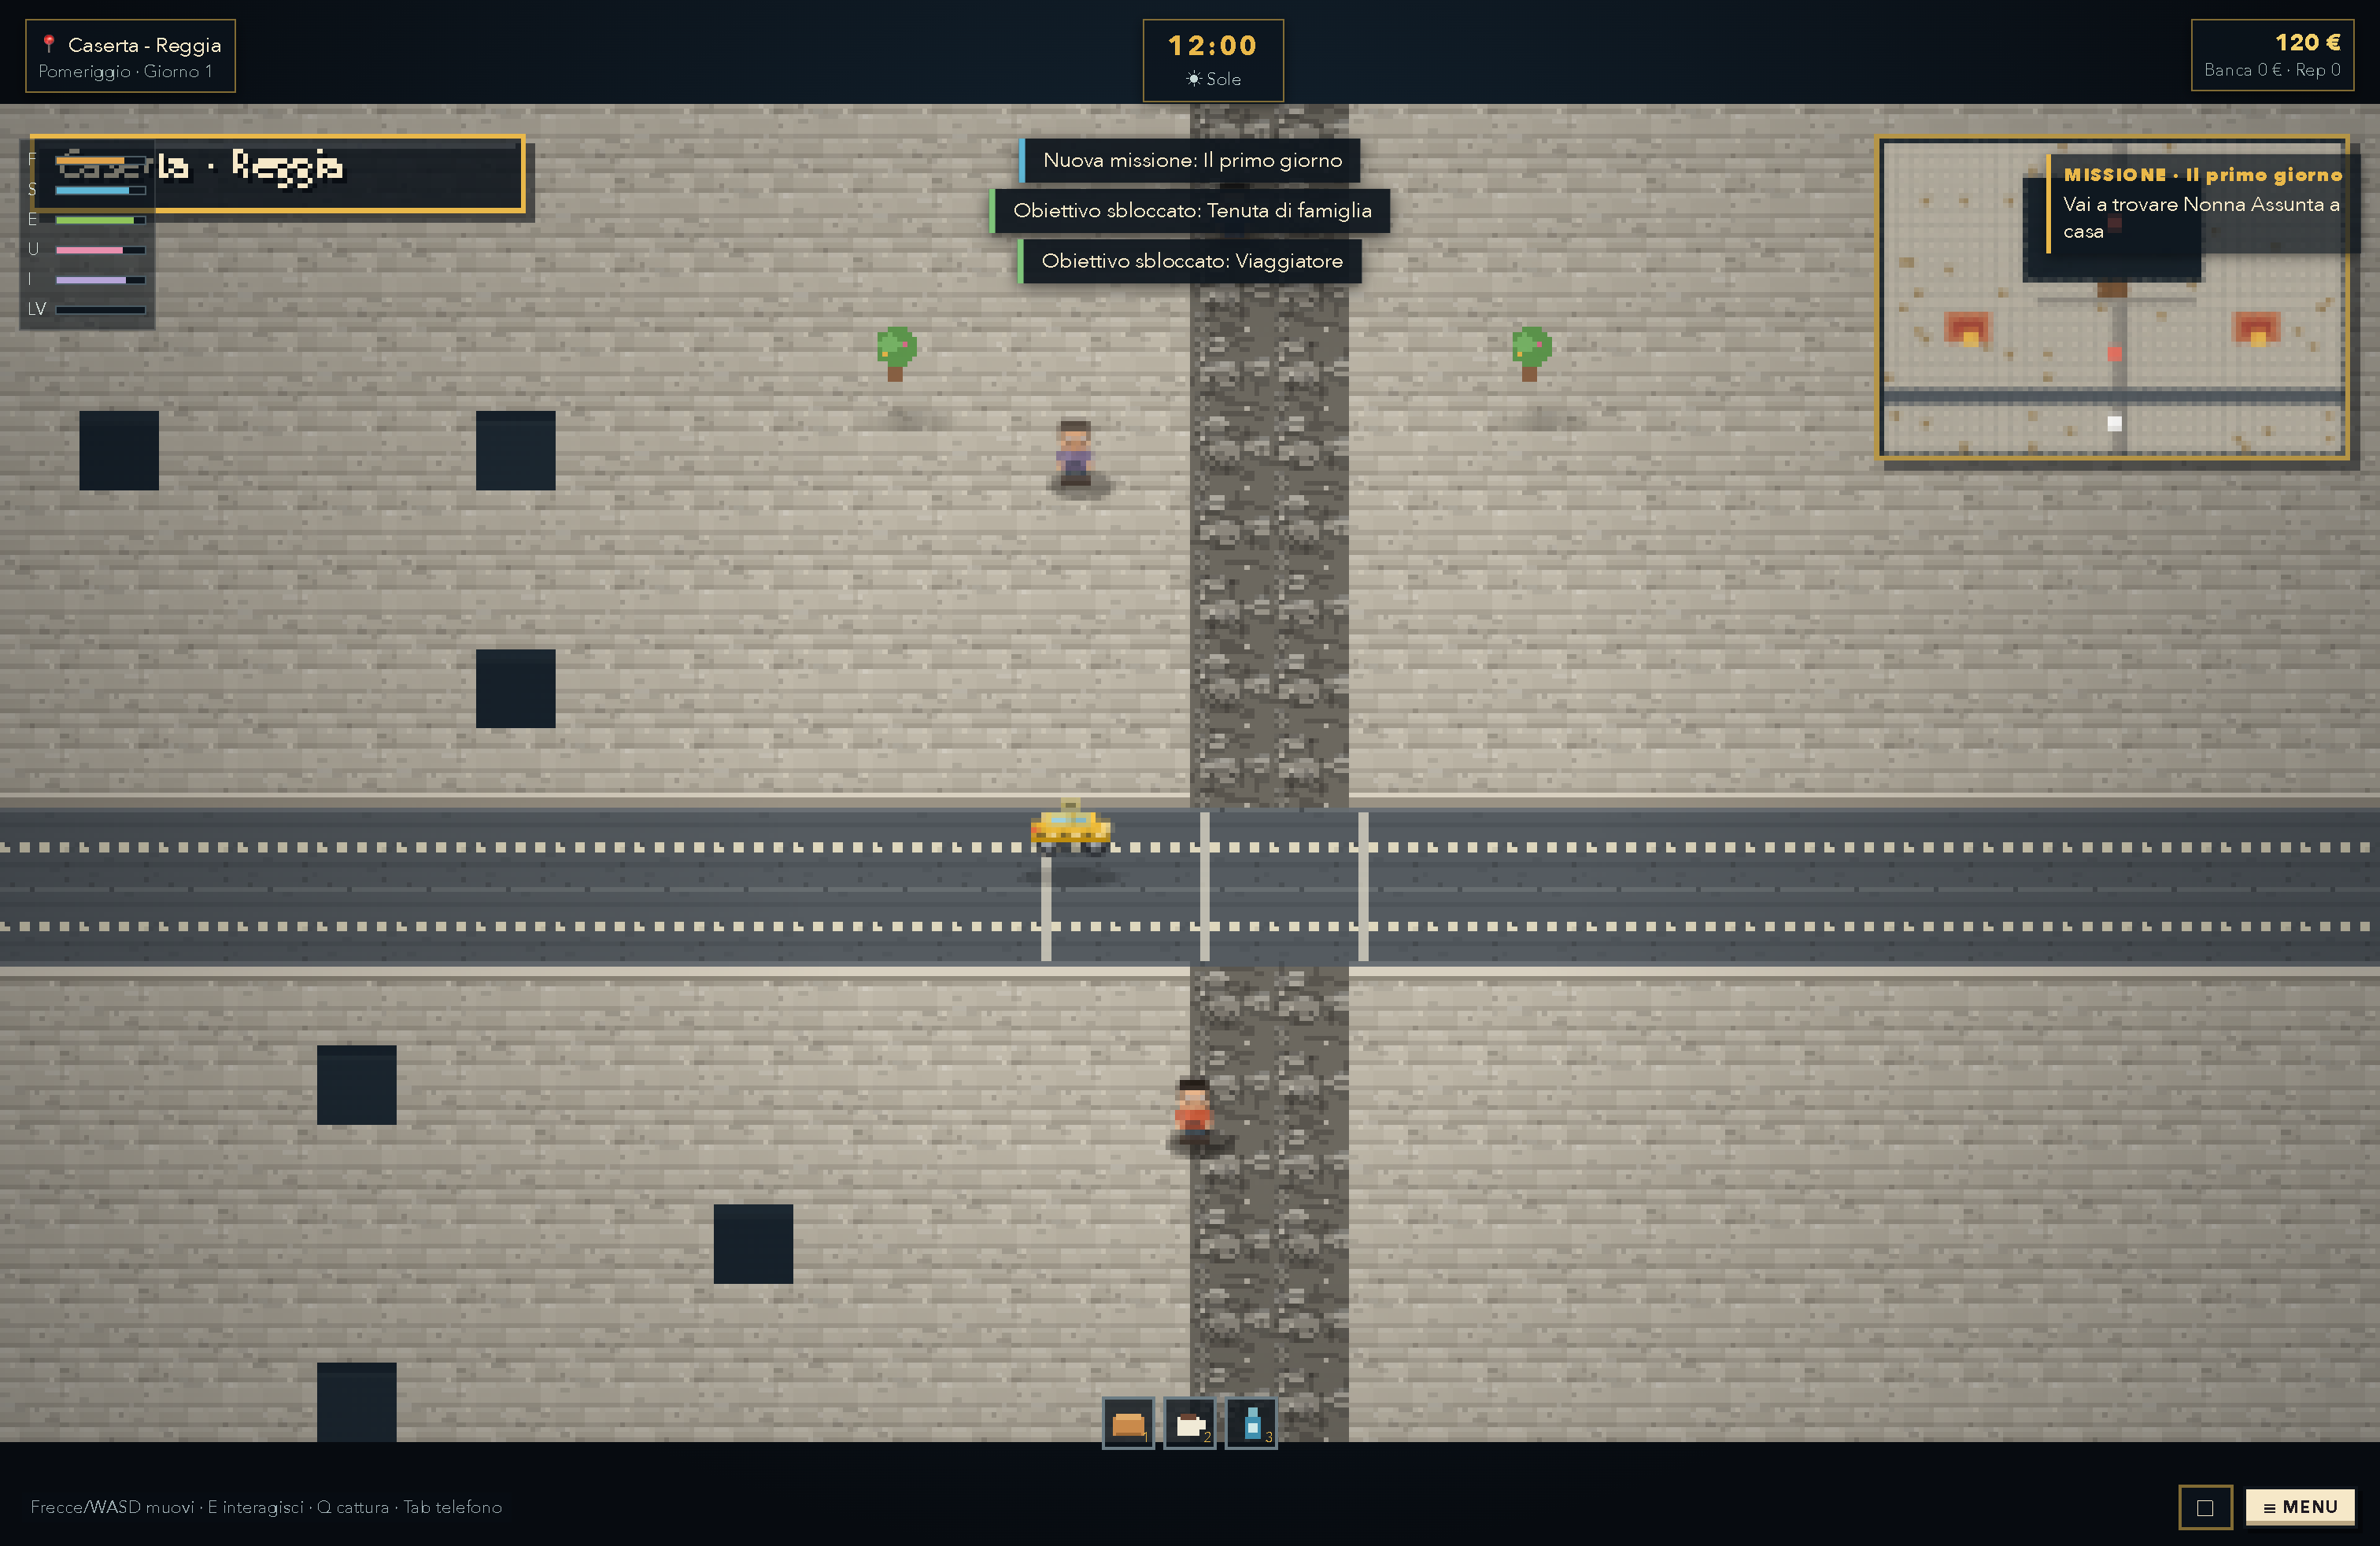 📍 Caserta - Reggia
Pomeriggio · Giorno 1
12:00
☀ Sole
120 €
Banca 0 € · Rep 0
la · Reggia
F
S
E
U
I
LV
Nuova missione: Il primo giorno
Obiettivo sbloccato: Tenuta di famiglia
Obiettivo sbloccato: Viaggiatore
MISSIONE · Il primo giorno
Vai a trovare Nonna Assunta a
casa
1
2
3
Frecce/WASD muovi · E interagisci · Q cattura · Tab telefono
≡ MENU